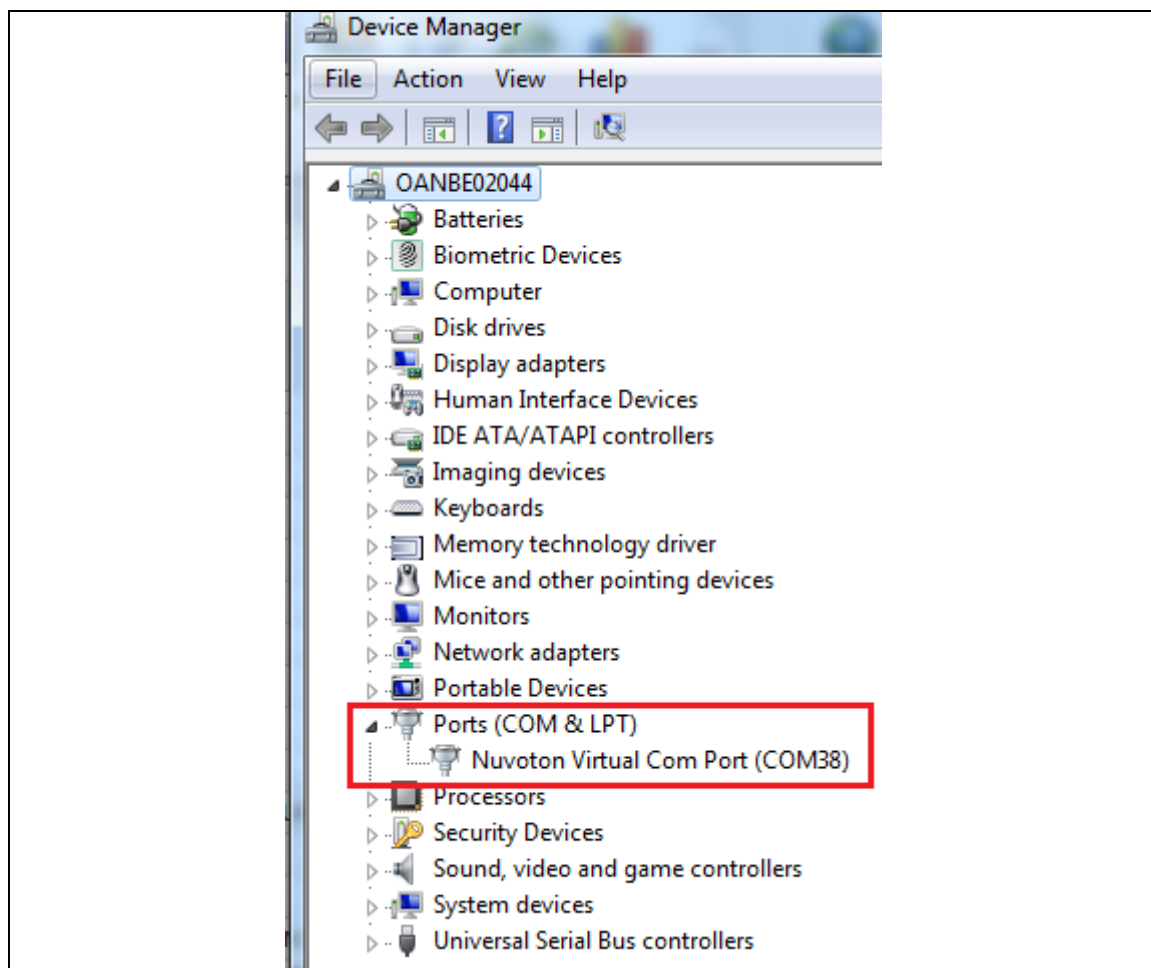 Device Manager
File Action View Help
OANBE02044
Batteries
Biometric Devices
Computer
Disk drives
Display adapters
Human Interface Devices
IDE ATA/ATAPI controllers
Imaging devices
Keyboards
Memory technology driver
Mice and other pointing devices
Monitors
Network adapters
Portable Devices
Ports (COM & LPT)
Nuvoton Virtual Com Port (COM38)
Processors
Security Devices
Sound, video and game controllers
System devices
Universal Serial Bus controllers